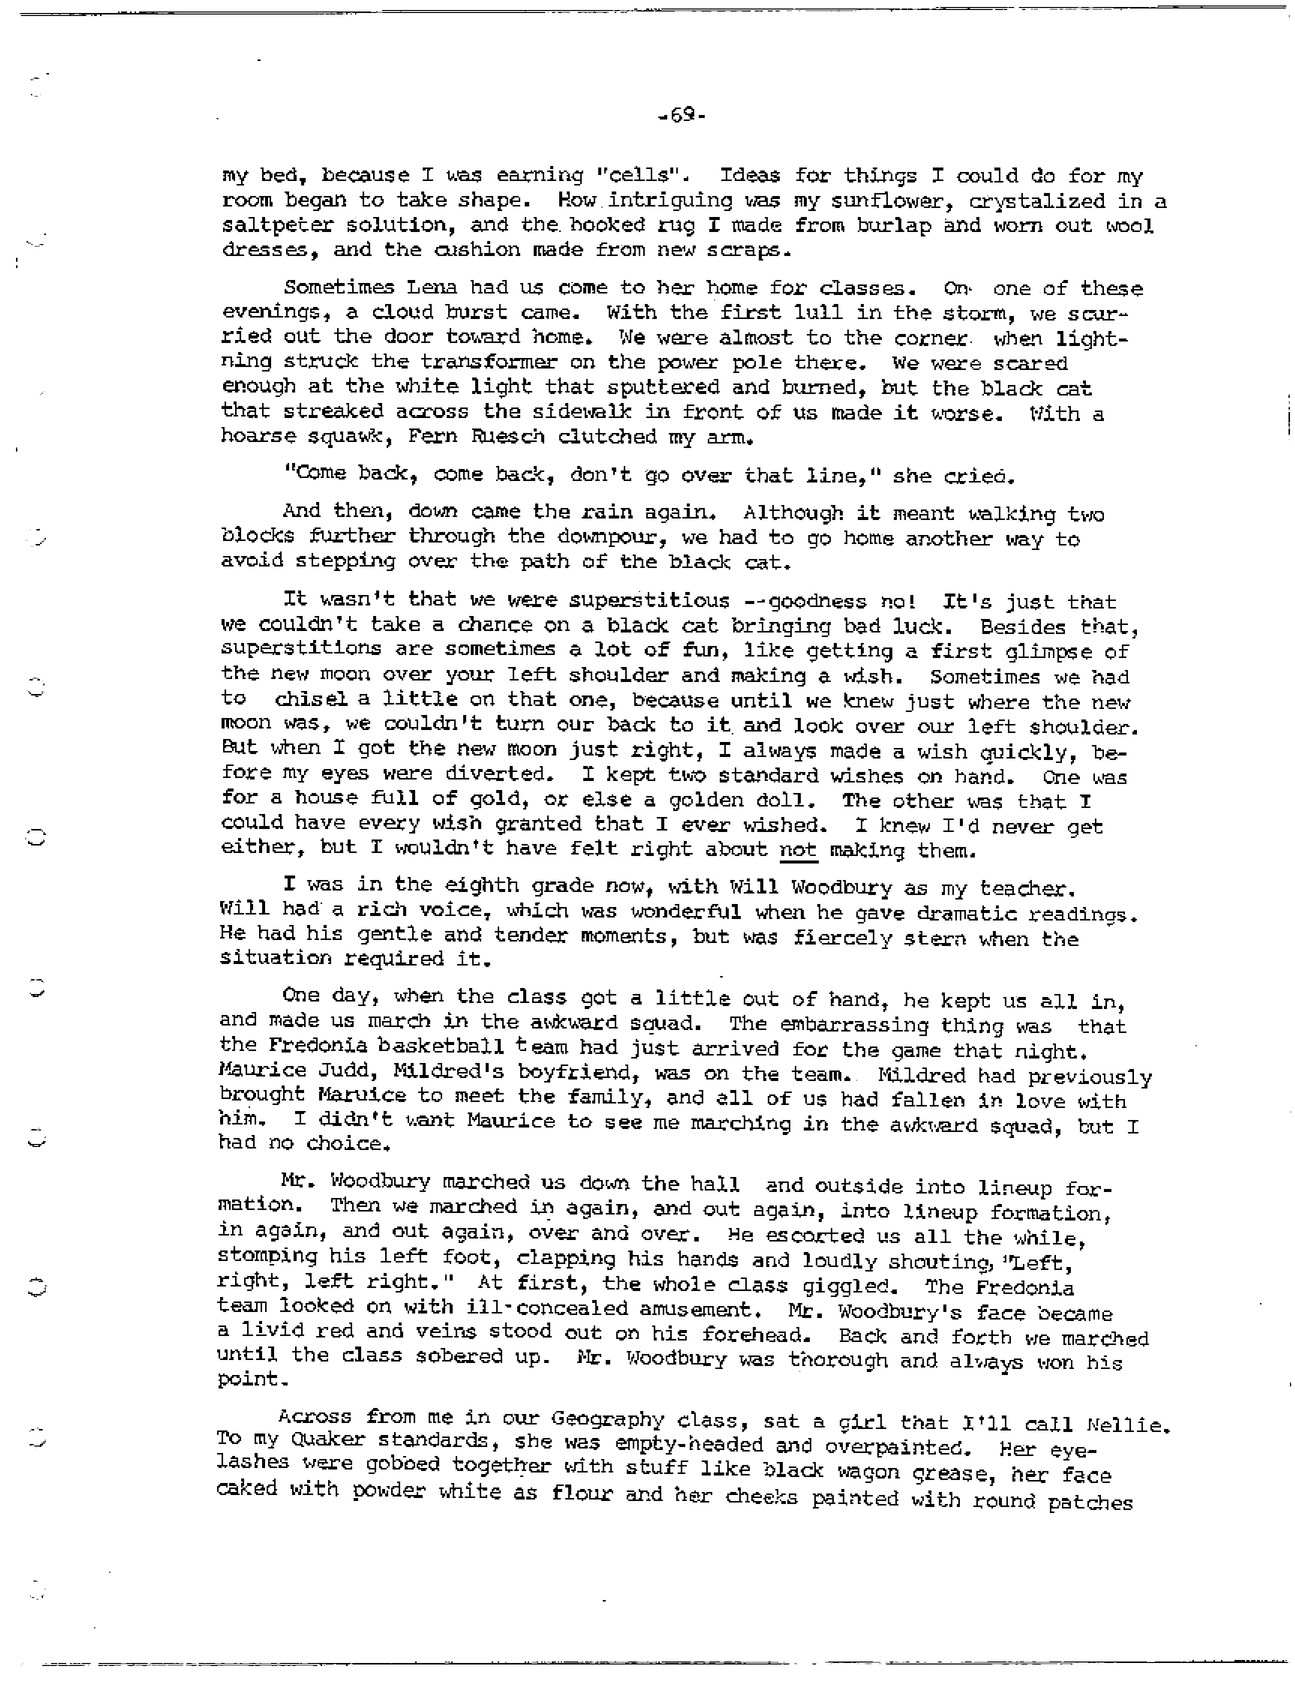 -69-
my bed, because I was earning "cells". Ideas for things I could do for my
room began to take shape. How intriguing was my sunflower, crystalized in a
saltpeter solution, and the hooked rug I made from burlap and worn out wool
dresses, and the cushion made from new scraps.
Sometimes Lena had us come to her home for classes. On one of these
evenings, a cloud burst came. With the first lull in the storm, we scur-
ried out the door toward home. We were almost to the corner when light-
ning struck the transformer on the power pole there. We were scared
enough at the white light that sputtered and burned, but the black cat
that streaked across the sidewalk in front of us made it worse. With a
hoarse squawk, Fern Ruesch clutched my arm.
"Come back, come back, don't go over that line," she cried.
And then, down came the rain again. Although it meant walking two
blocks further through the downpour, we had to go home another way to
avoid stepping over the path of the black cat.
It wasn't that we were superstitious --goodness no! It's just that
we couldn't take a chance on a black cat bringing bad luck. Besides that,
superstitions are sometimes a lot of fun, like getting a first glimpse of
the new moon over your left shoulder and making a wish. Sometimes we had
to chisel a little on that one, because until we knew just where the new
moon was, we couldn't turn our back to it and look over our left shoulder.
But when I got the new moon just right, I always made a wish quickly, be-
fore my eyes were diverted. I kept two standard wishes on hand. One was
for a house full of gold, or else a golden doll. The other was that I
could have every wish granted that I ever wished. I knew I'd never get
either, but I wouldn't have felt right about not making them.
I was in the eighth grade now, with Will Woodbury as my teacher.
Will had a rich voice, which was wonderful when he gave dramatic readings.
He had his gentle and tender moments, but was fiercely stern when the
situation required it.
One day, when the class got a little out of hand, he kept us all in,
and made us march in the awkward squad. The embarrassing thing was that
the Fredonia basketball team had just arrived for the game that night.
Maurice Judd, Mildred's boyfriend, was on the team. Mildred had previously
brought Maruice to meet the family, and all of us had fallen in love with
him. I didn't want Maurice to see me marching in the awkward squad, but I
had no choice.
Mr. Woodbury marched us down the hall and outside into lineup for-
mation. Then we marched in again, and out again, into lineup formation,
in again, and out again, over and over. He escorted us all the while,
stomping his left foot, clapping his hands and loudly shouting, "Left,
right, left right." At first, the whole class giggled. The Fredonia
team looked on with ill-concealed amusement. Mr. Woodbury's face became
a livid red and veins stood out on his forehead. Back and forth we marched
until the class sobered up. Mr. Woodbury was thorough and always won his
point.
Across from me in our Geography class, sat a girl that I'll call Nellie.
To my Quaker standards, she was empty-headed and overpainted. Her eye-
lashes were gobbed together with stuff like black wagon grease, her face
caked with powder white as flour and her cheeks painted with round patches